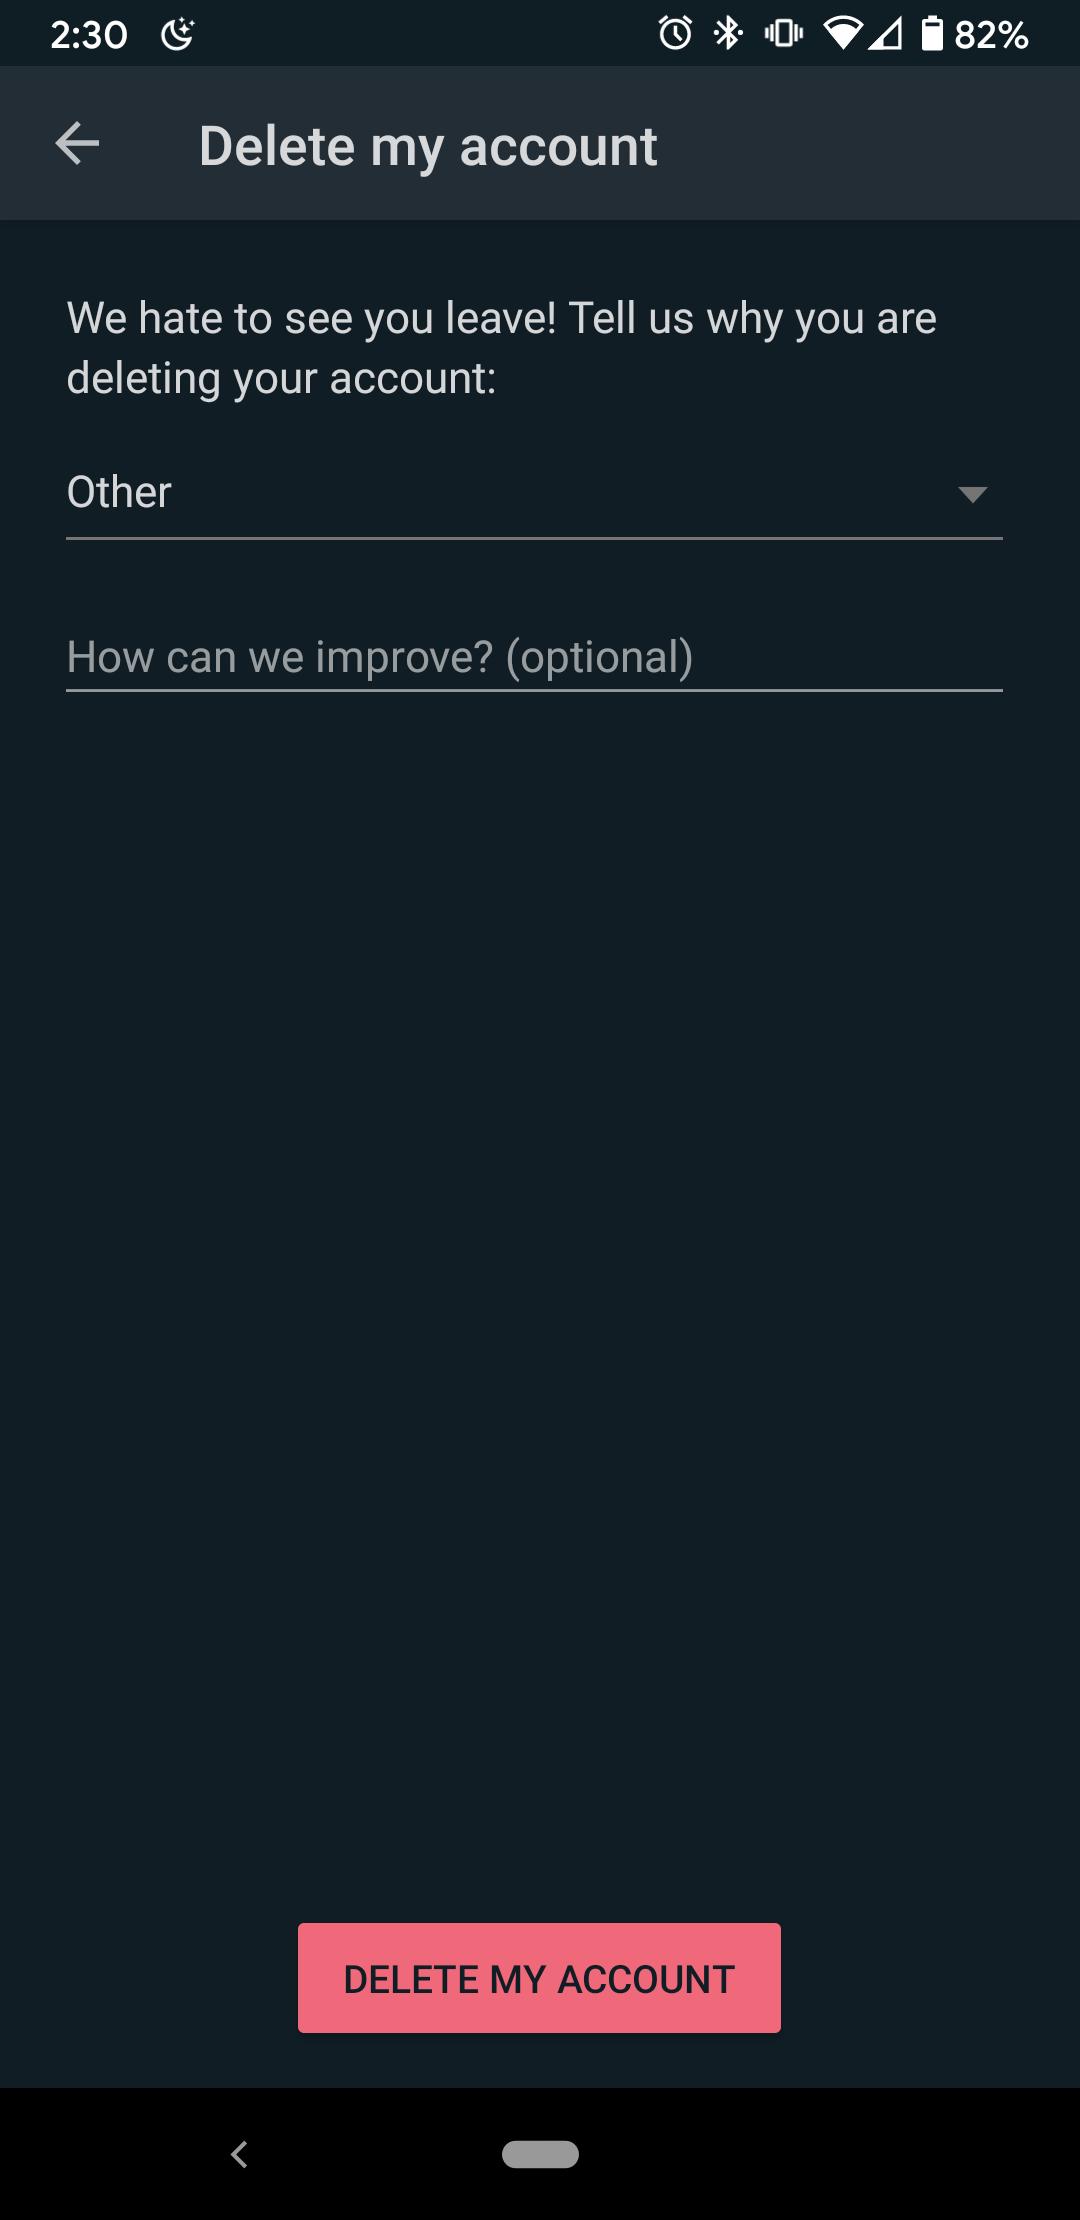 2:30
82%
Delete my account
We hate to see you leave! Tell us why you are
deleting your account:
Other
How can we improve? (optional)
DELETE MY ACCOUNT